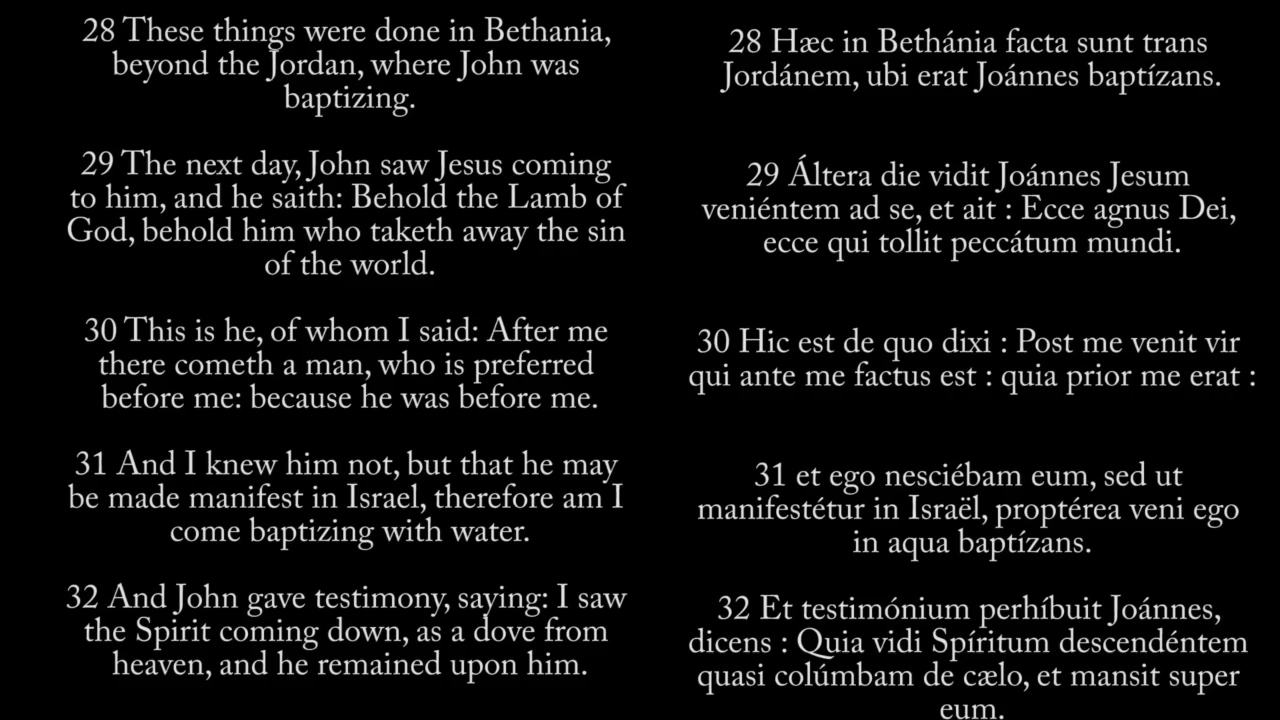 28 These things were done in Bethania,
beyond the Jordan, where John was
baptizing.
29 The next day, John saw Jesus coming
to him, and he saith: Behold the Lamb of
God, behold him who taketh away the sin
of the world.
30 This is he, of whom I said: After me
there cometh a man, who is preferred
before me: because he was before me.
31 And I knew him not, but that he may
be made manifest in Israel, therefore am I
come baptizing with water.
32 And John gave testimony, saying: I saw
the Spirit coming down, as a dove from
heaven, and he remained upon him.
28 Hæc in Bethánia facta sunt trans
Jordánem, ubi erat Joánnes baptízans.
29 Áltera die vidit Joánnes Jesum
veniéntem ad se, et ait : Ecce agnus Dei,
ecce qui tollit peccátum mundi.
30 Hic est de quo dixi : Post me venit vir
qui ante me factus est : quia prior me erat :
31 et ego nesciébam eum, sed ut
manifestétur in Israël, proptérea veni ego
in aqua baptízans.
32 Et testimónium perhíbuit Joánnes,
dicens : Quia vidi Spíritum descendéntem
quasi colúmbam de cælo, et mansit super
eum.